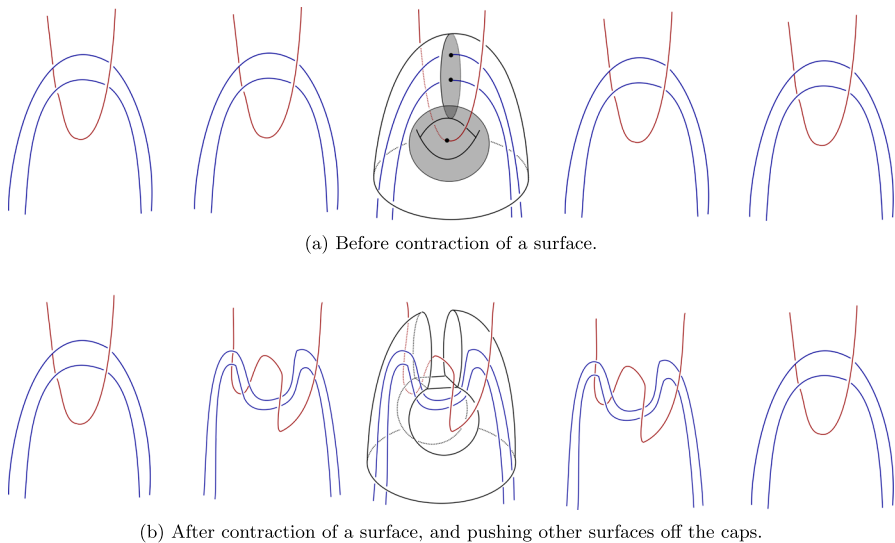 (a) Before contraction of a surface.
(b) After contraction of a surface, and pushing other surfaces off the caps.